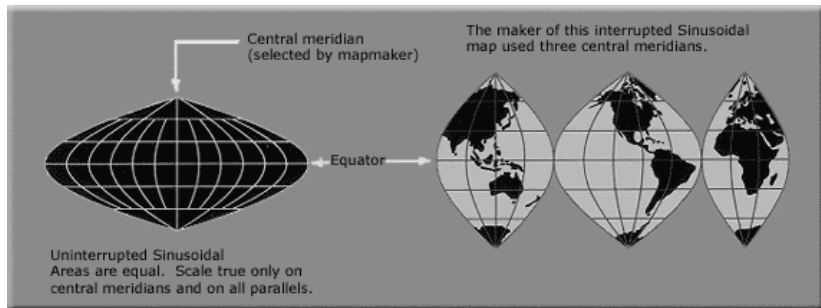 Central meridian
(selected by mapmaker)
The maker of this interrupted Sinusoidal
map used three central meridians.
Equator
Uninterrupted Sinusoidal
Areas are equal.  Scale true only on
central meridians and on all parallels.